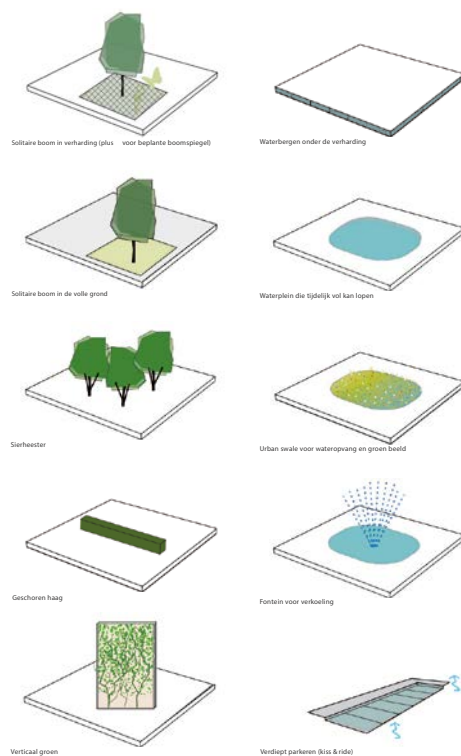 Solitaire boom in verharding (plus voor beplante boomspiegel)
Waterbergen onder de verharding
Solitaire boom in de volle grond
Waterplein die tijdelijk vol kan lopen
Sierheester
Urban swale voor wateropvang en groen beeld
Geschoren haag
Fontein voor verkoeling
Verticaal groen
Verdiept parkeren (kiss & ride)